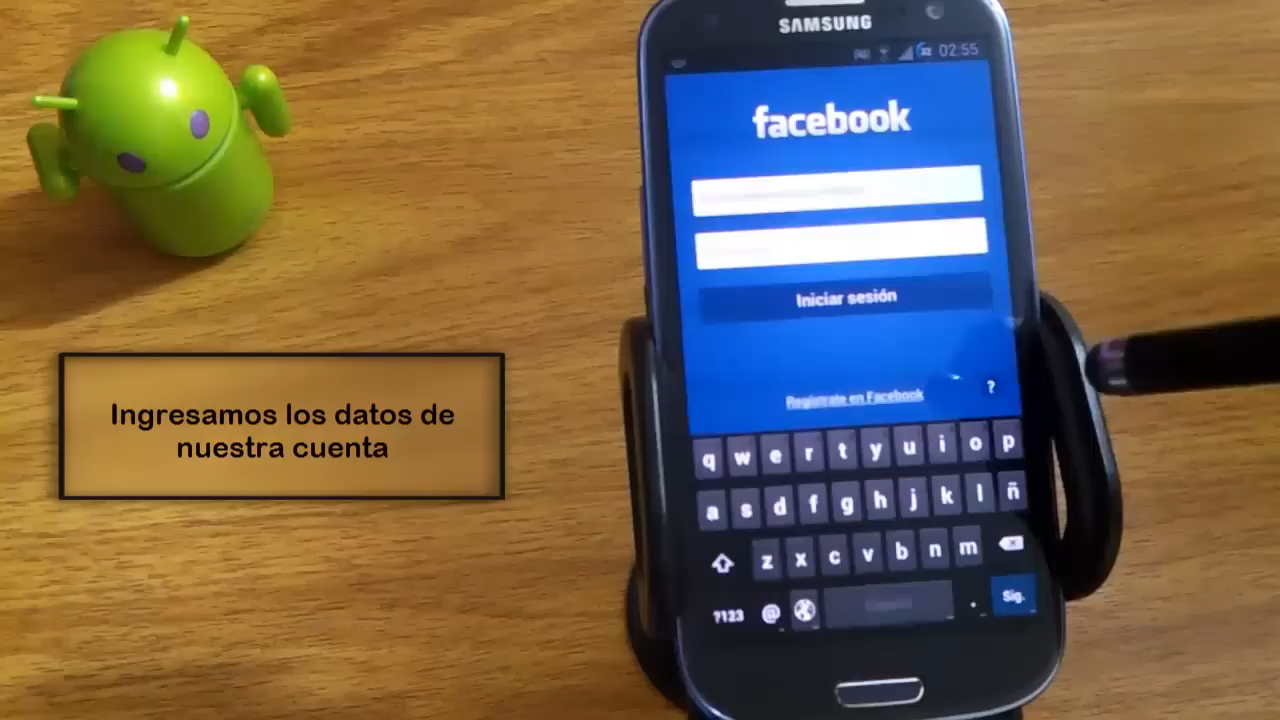 SAMSUNG
02:55
facebook
Iniciar sesión
Regístrate en Facebook
?
Ingresamos los datos de
nuestra cuenta
q w e r t y u i o p
a s d f g h j k l ñ
z x c v b n m
?123 @ . Sig.